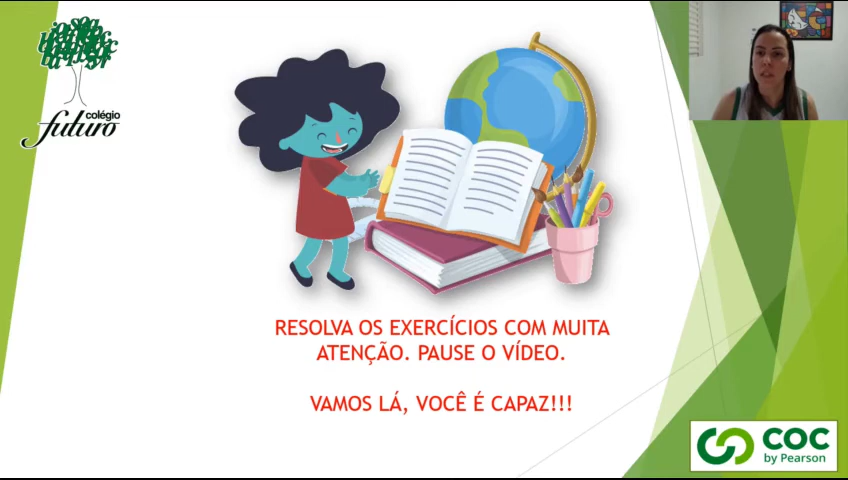 colégio
futuro
RESOLVA OS EXERCÍCIOS COM MUITA
ATENÇÃO. PAUSE O VÍDEO.
VAMOS LÁ, VOCÊ É CAPAZ!!!
COC
by Pearson